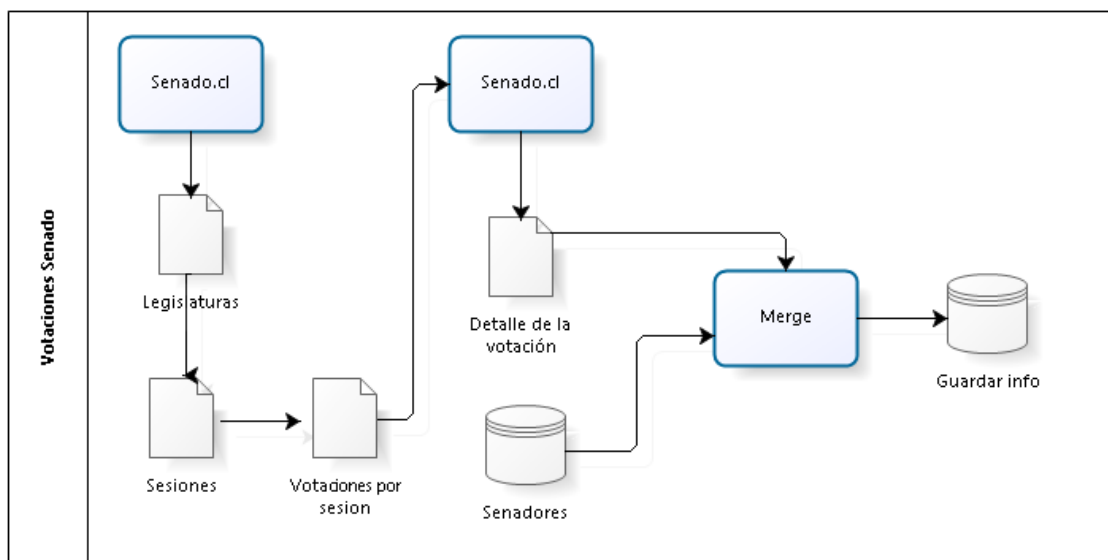 Votaciones Senado
Senado.cl
Senado.cl
Legislaturas
Detalle de la
votación
Merge
Guardar info
Sesiones
Votaciones por
sesion
Senadores